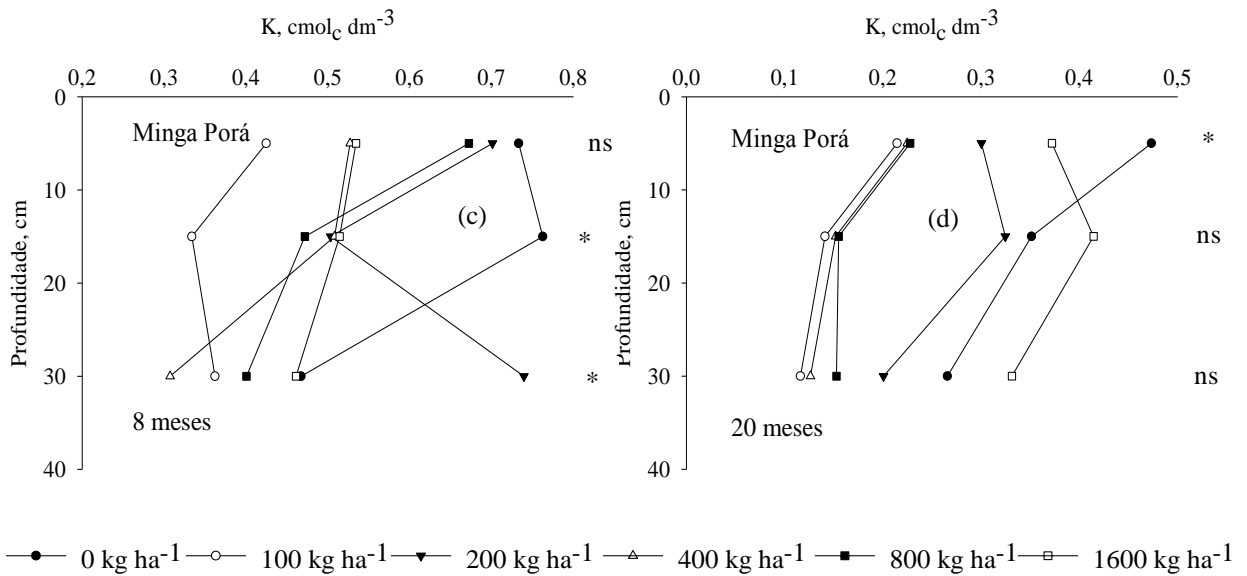 K, cmolc dm-3
0,2 0,3 0,4 0,5 0,6 0,7 0,8
0
10
20
30
40
Profundidade, cm
Minga Porá
(c)
8 meses
ns
*
*
K, cmolc dm-3
0,0 0,1 0,2 0,3 0,4 0,5
0
10
20
30
40
Profundidade, cm
Minga Porá
(d)
20 meses
*
ns
ns
0 kg ha-1 100 kg ha-1 200 kg ha-1 400 kg ha-1 800 kg ha-1 1600 kg ha-1